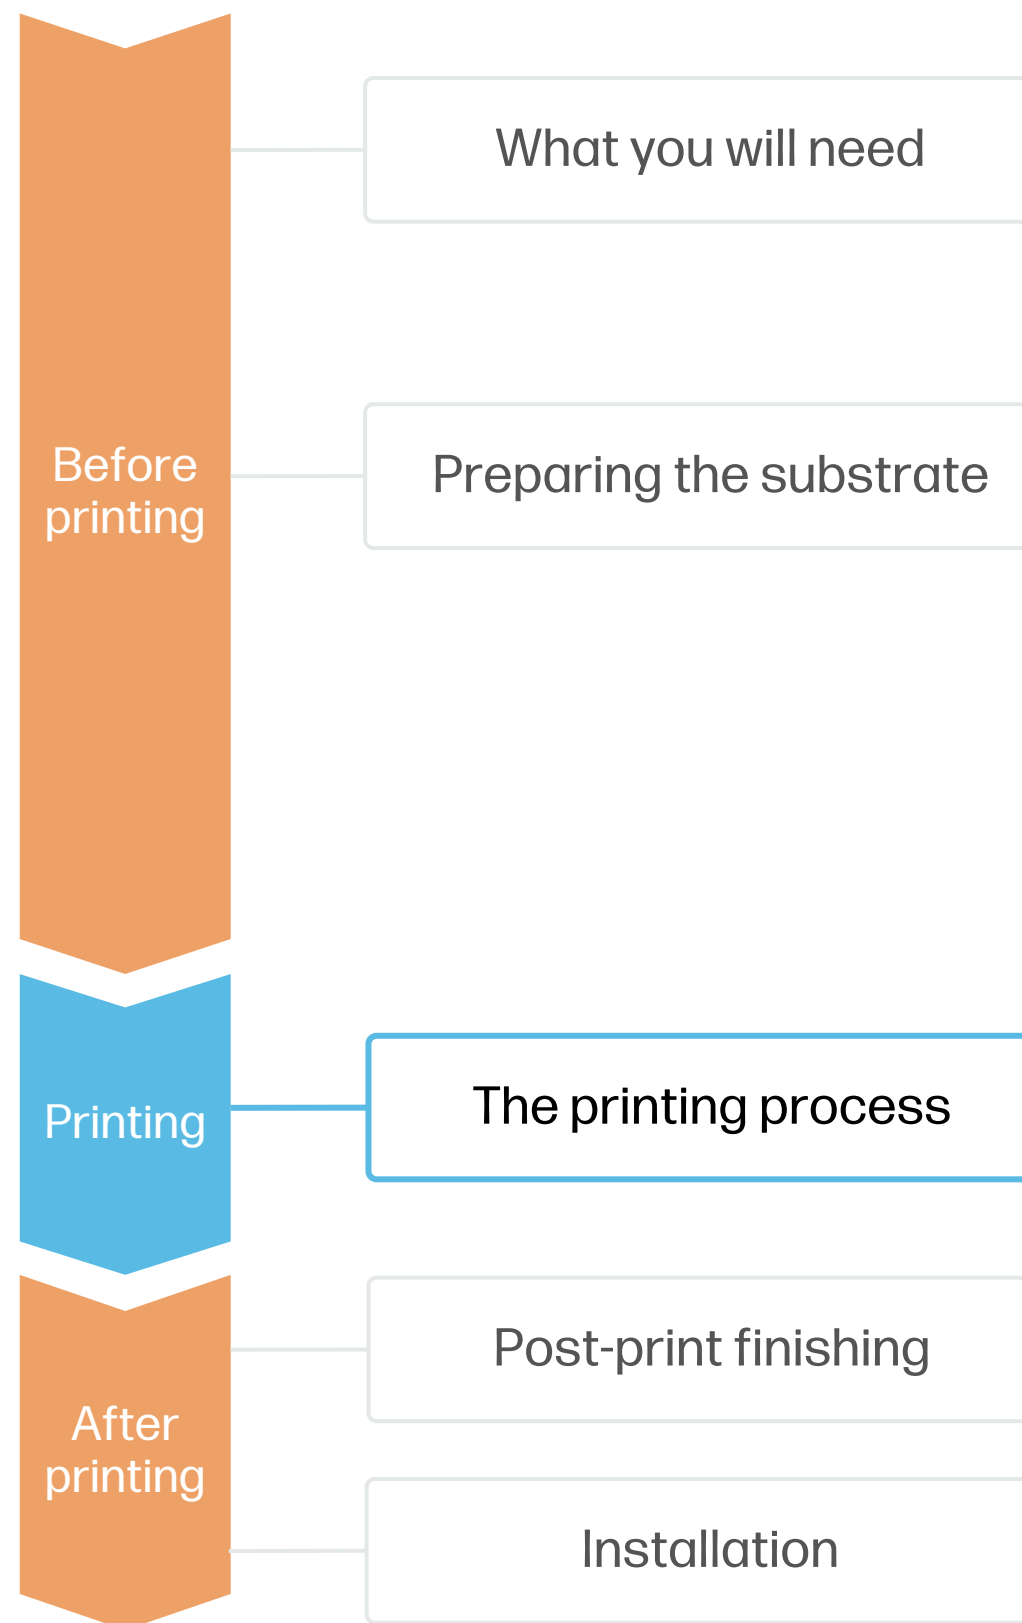 What you will need
Before
printing
Preparing the substrate
Printing
The printing process
After
printing
Post-print finishing
Installation